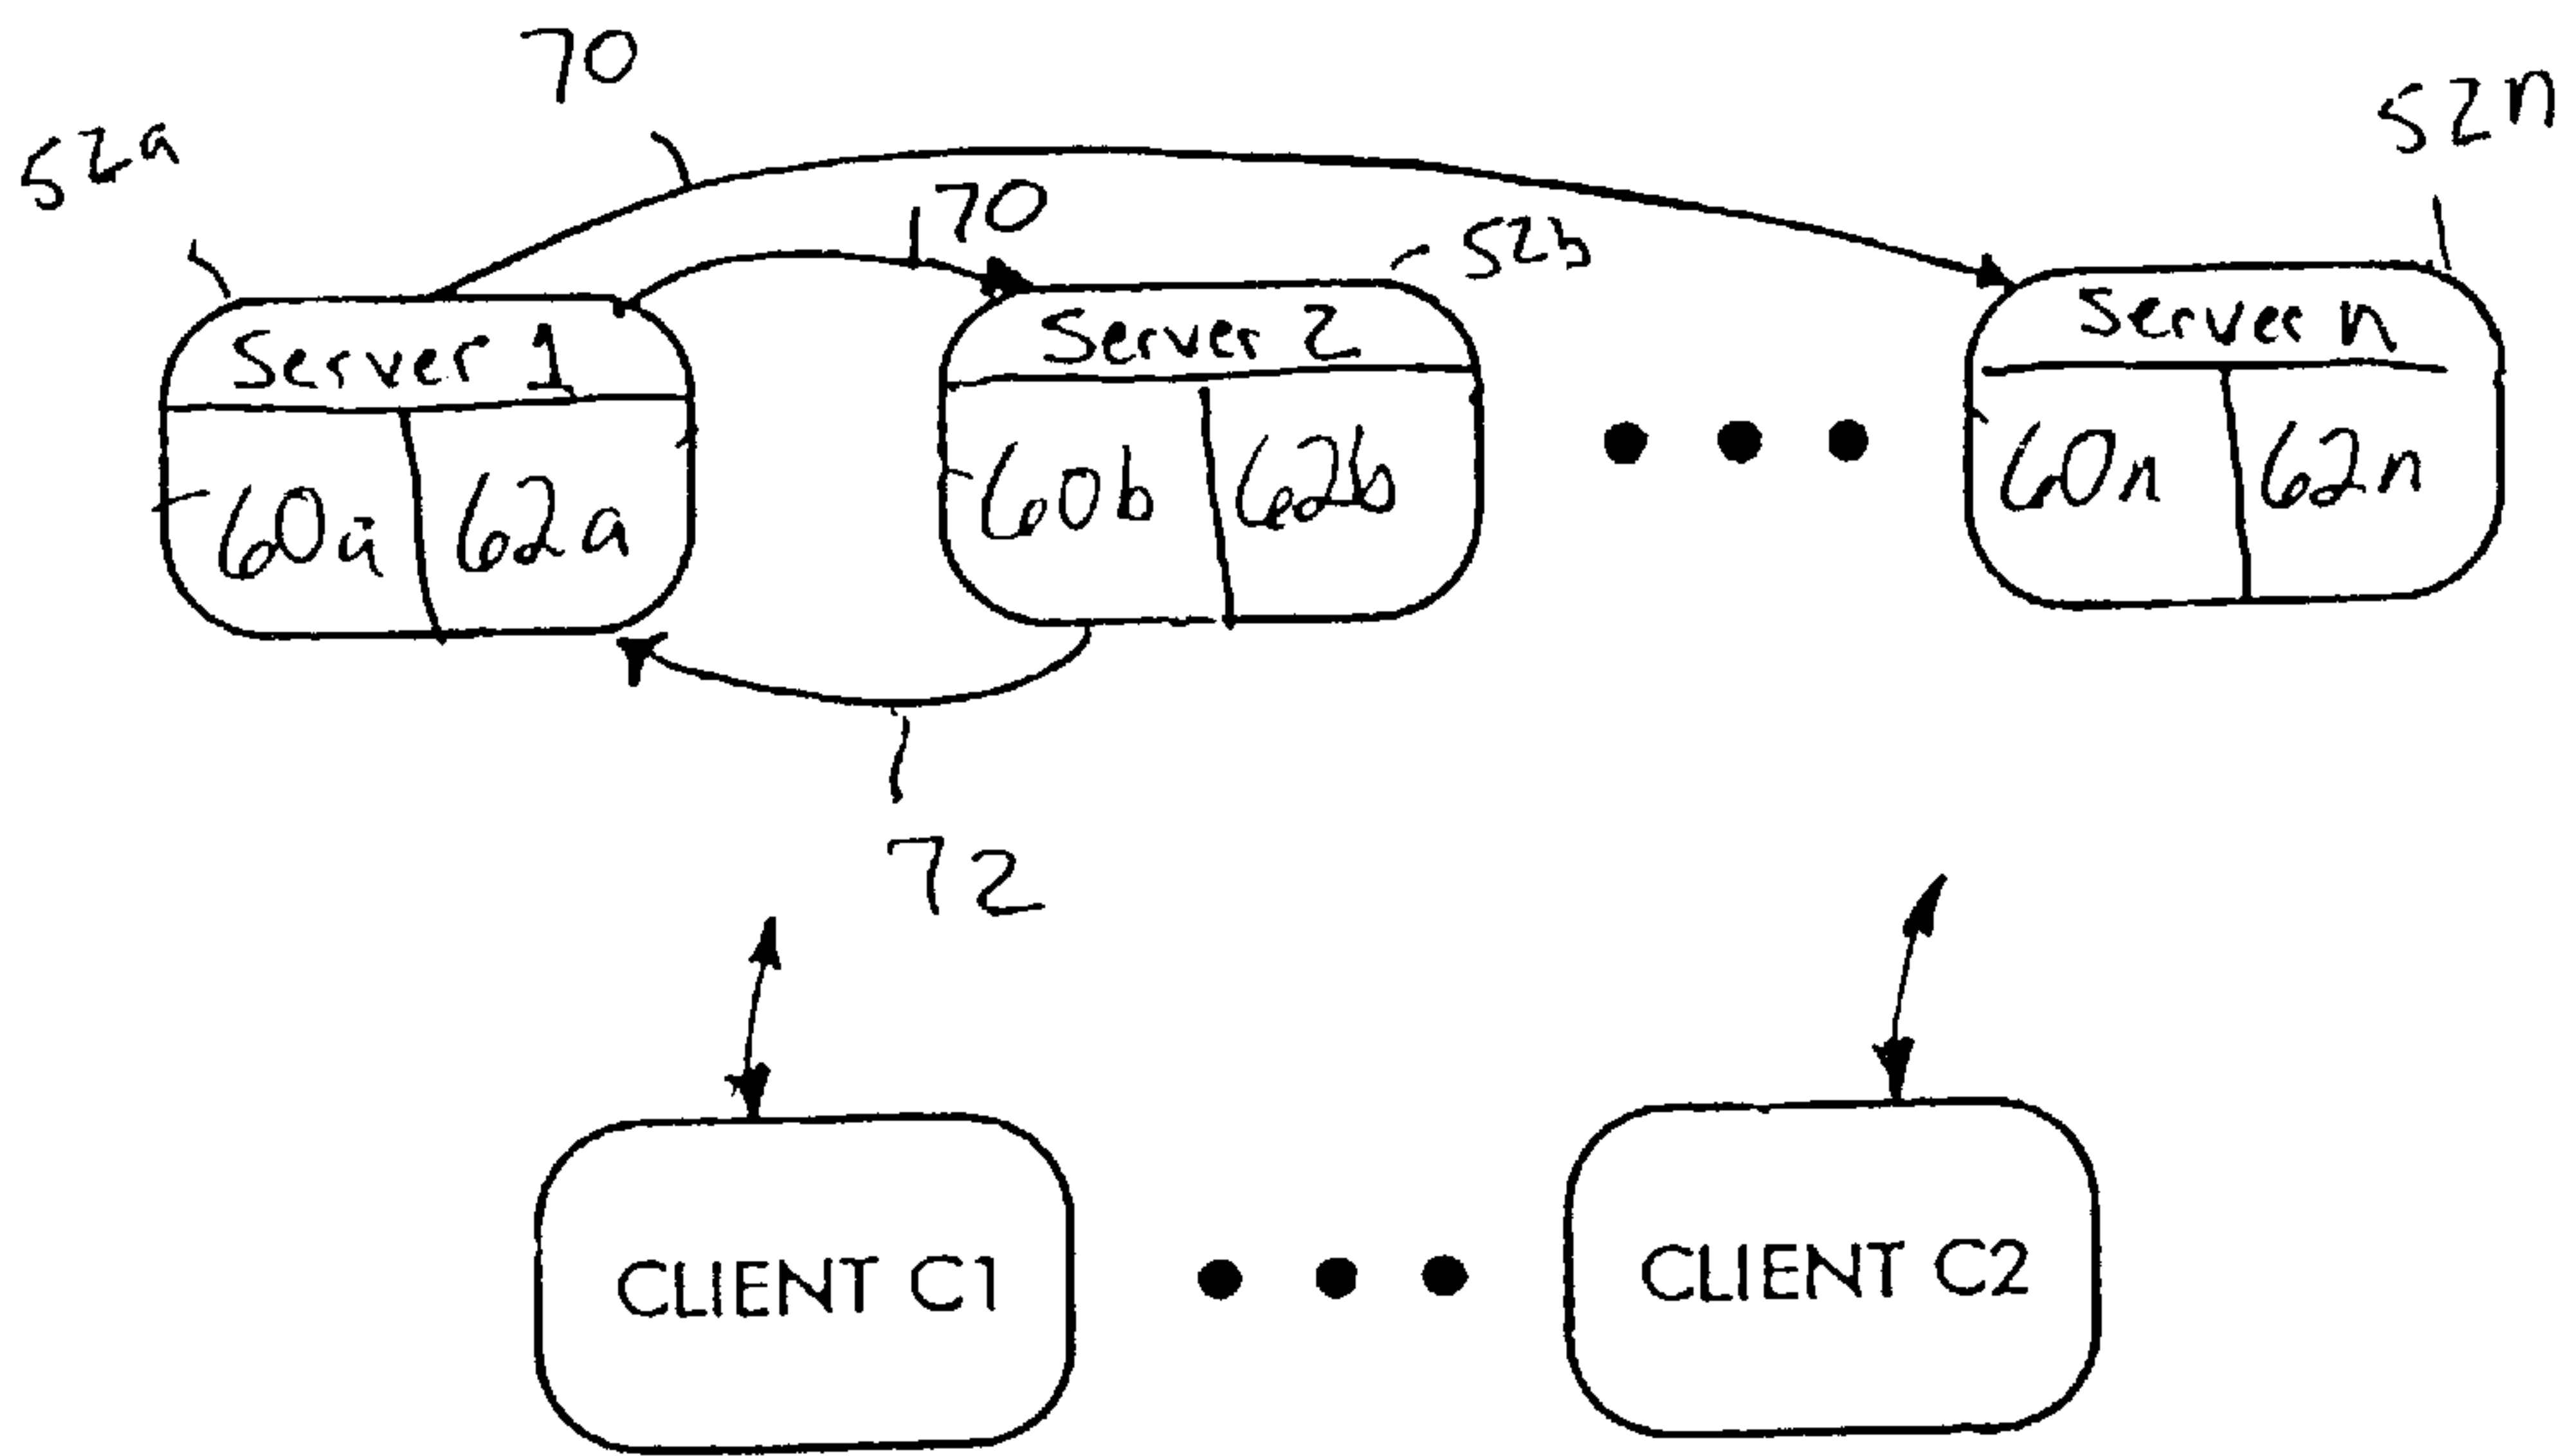 70
52a
52n
70
52b
Server 1
Server 2
Server n
60a 62a
60b 62b
60n 62n
72
CLIENT C1
CLIENT C2